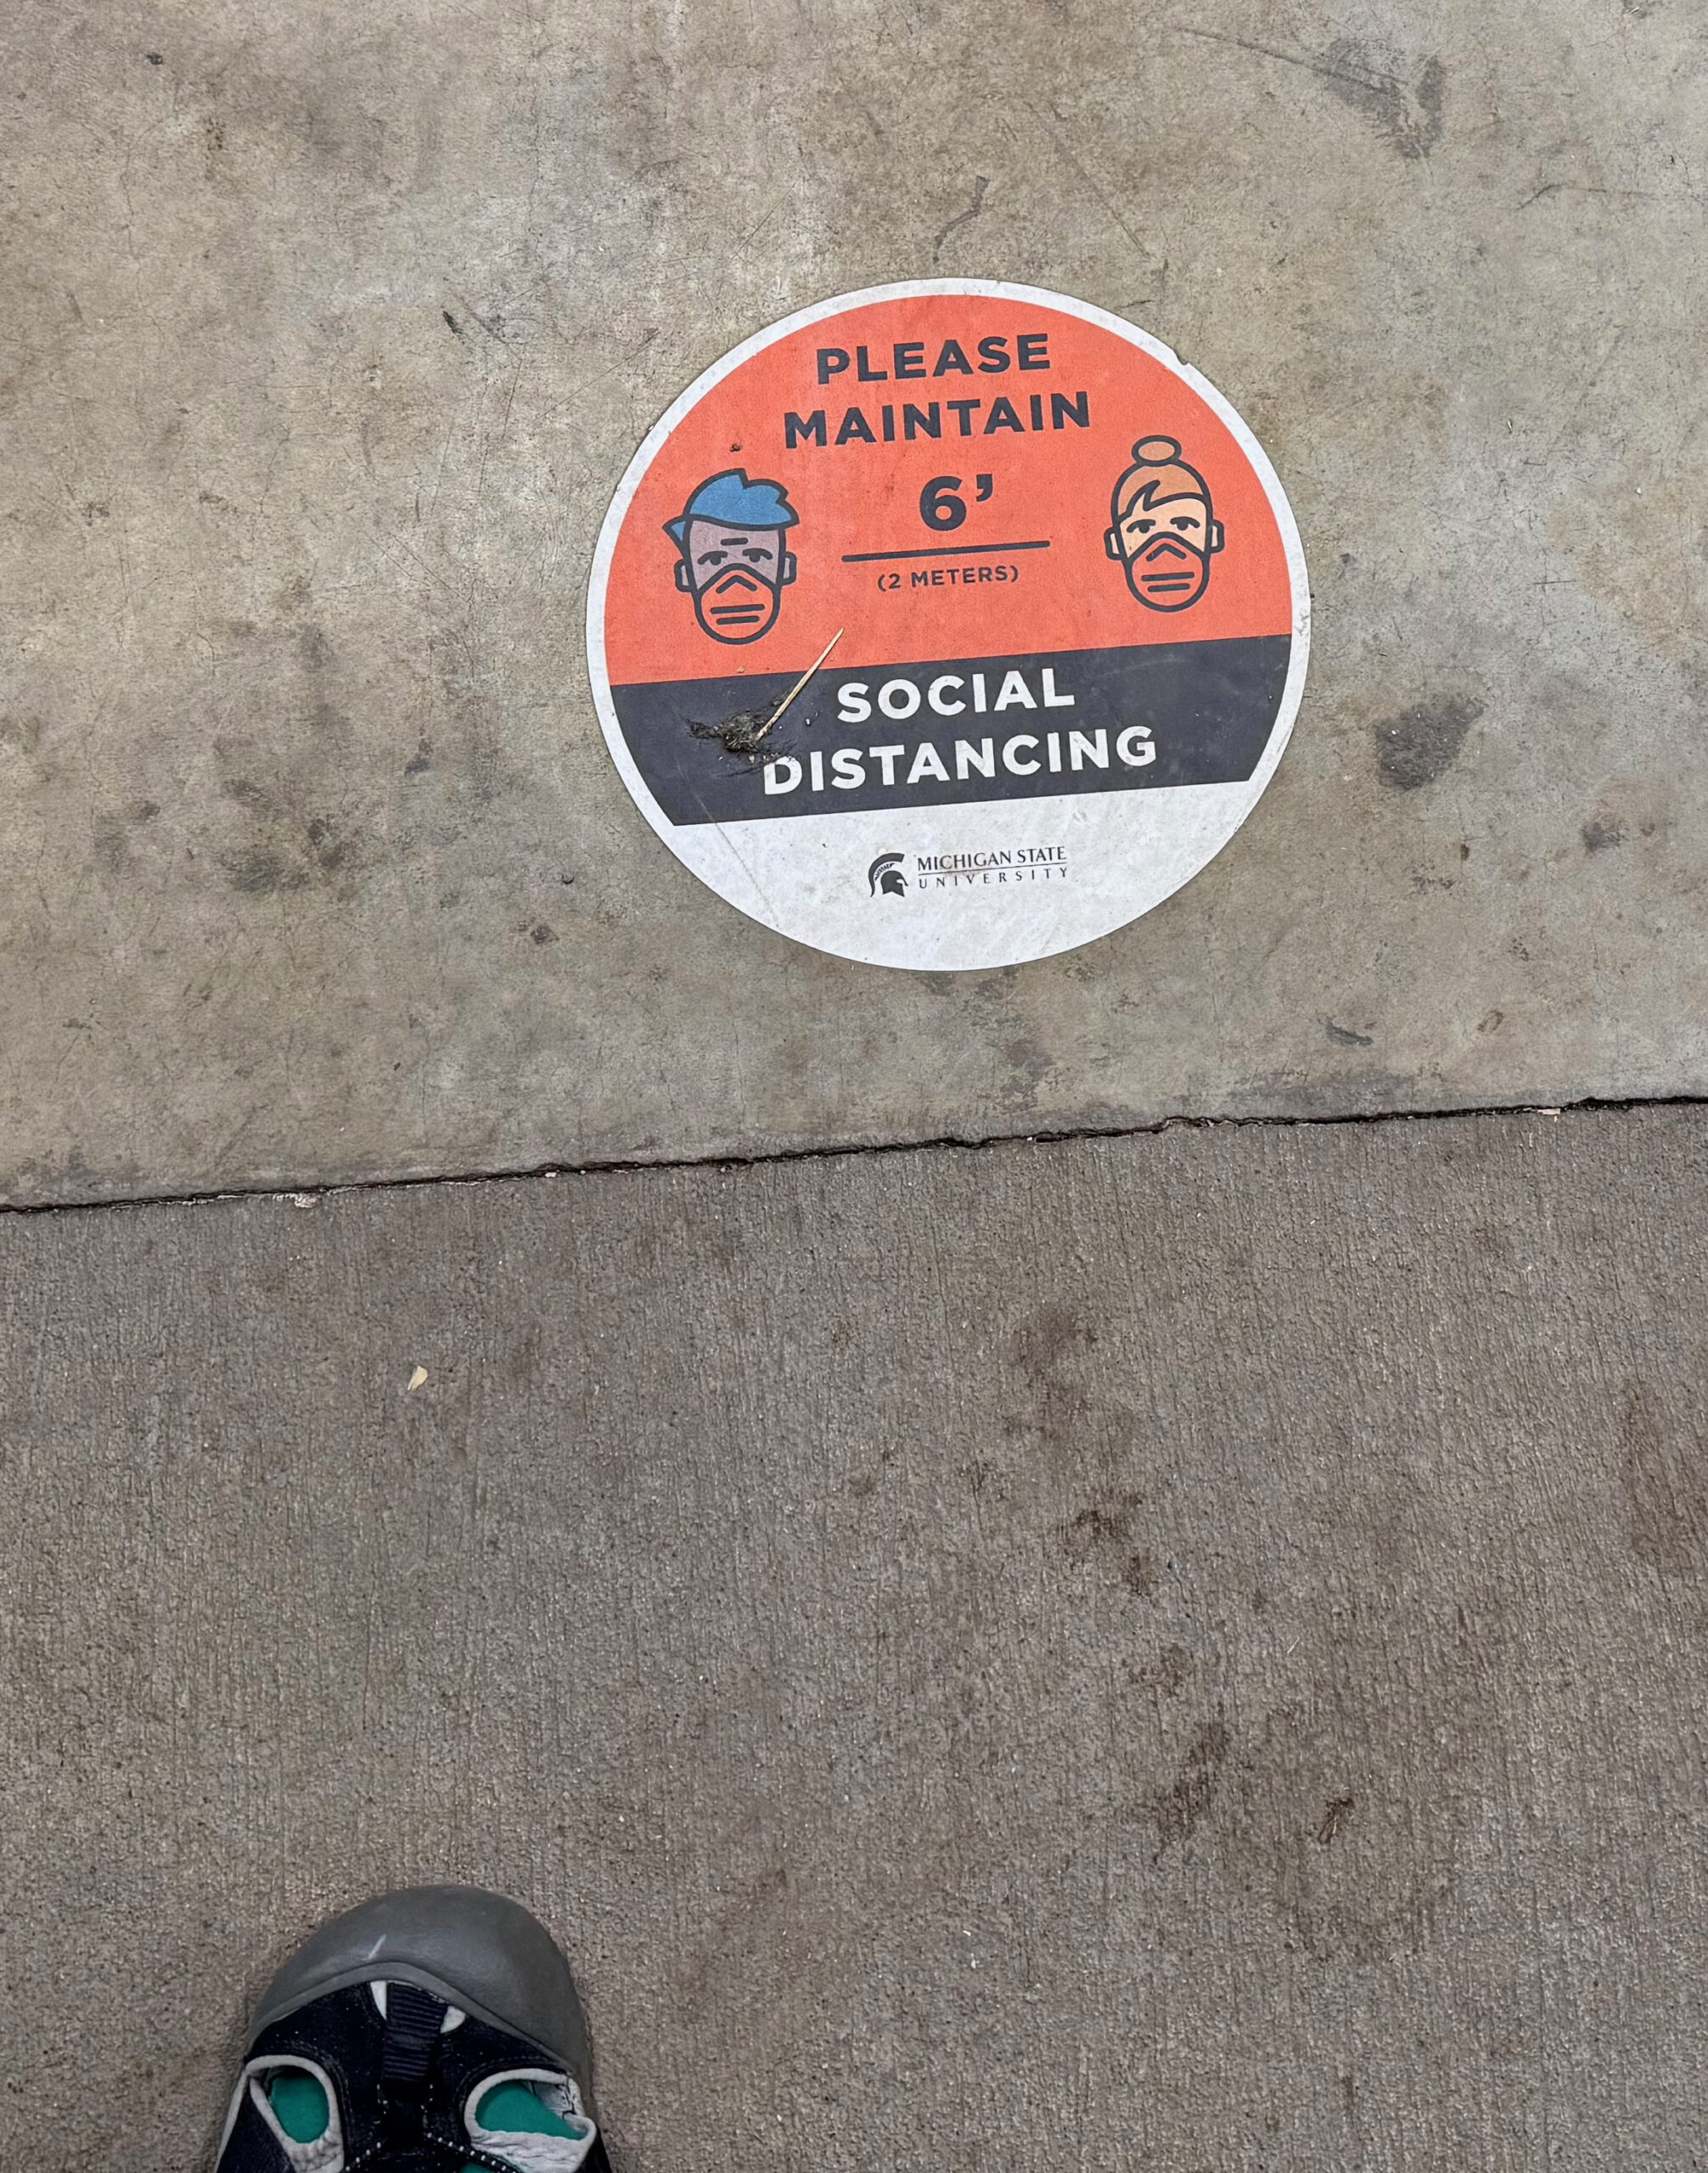 PLEASE
MAINTAIN
6’
(2 METERS)
SOCIAL
DISTANCING
MICHIGAN STATE
UNIVERSITY